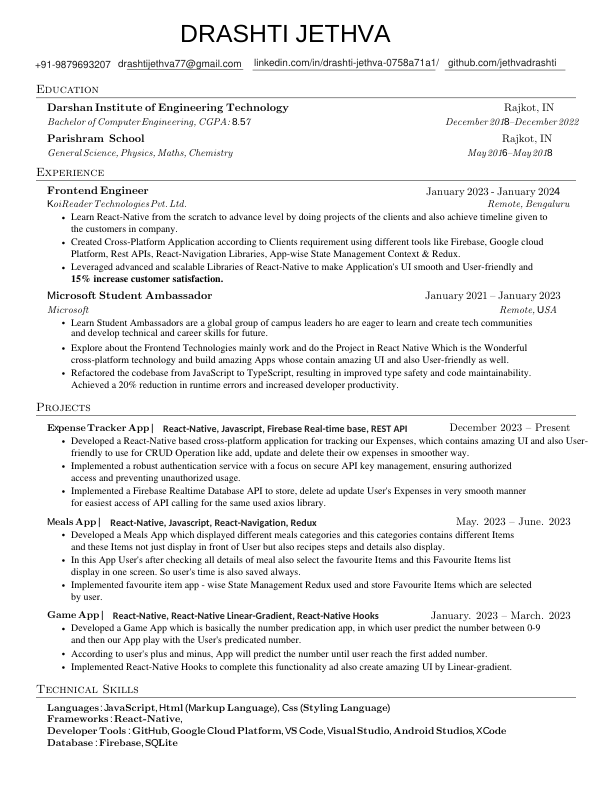 DRASHTI JETHVA
+91-9879693207 drashtijethva77@gmail.com linkedin.com/in/drashti-jethva-0758a71a1/ github.com/jethvadrashti
EDUCATION
Darshan Institute of Engineering Technology Rajkot, IN
Bachelor of Computer Engineering, CGPA: 8.57 December 2018–December 2022
Parishram School Rajkot, IN
General Science, Physics, Maths, Chemistry May 2016–May 2018
EXPERIENCE
Frontend Engineer January 2023 - January 2024
KoiReader Technologies Pvt. Ltd. Remote, Bengaluru
• Learn React-Native from the scratch to advance level by doing projects of the clients and also achieve timeline given to
the customers in company.
• Created Cross-Platform Application according to Clients requirement using different tools like Firebase, Google cloud
Platform, Rest APIs, React-Navigation Libraries, App-wise State Management Context & Redux.
• Leveraged advanced and scalable Libraries of React-Native to make Application's UI smooth and User-friendly and
15% increase customer satisfaction.
Microsoft Student Ambassador January 2021 – January 2023
Microsoft Remote, USA
• Learn Student Ambassadors are a global group of campus leaders ho are eager to learn and create tech communities
and develop technical and career skills for future.
• Explore about the Frontend Technologies mainly work and do the Project in React Native Which is the Wonderful
cross-platform technology and build amazing Apps whose contain amazing UI and also User-friendly as well.
• Refactored the codebase from JavaScript to TypeScript, resulting in improved type safety and code maintainability.
Achieved a 20% reduction in runtime errors and increased developer productivity.
PROJECTS
Expense Tracker App | React-Native, Javascript, Firebase Real-time base, REST API December 2023 – Present
• Developed a React-Native based cross-platform application for tracking our Expenses, which contains amazing UI and also User-
friendly to use for CRUD Operation like add, update and delete their ow expenses in smoother way.
• Implemented a robust authentication service with a focus on secure API key management, ensuring authorized
access and preventing unauthorized usage.
• Implemented a Firebase Realtime Database API to store, delete ad update User's Expenses in very smooth manner
for easiest access of API calling for the same used axios library.
Meals App | React-Native, Javascript, React-Navigation, Redux May. 2023 – June. 2023
• Developed a Meals App which displayed different meals categories and this categories contains different Items
and these Items not just display in front of User but also recipes steps and details also display.
• In this App User's after checking all details of meal also select the favourite Items and this Favourite Items list
display in one screen. So user's time is also saved always.
• Implemented favourite item app - wise State Management Redux used and store Favourite Items which are selected
by user.
Game App | React-Native, React-Native Linear-Gradient, React-Native Hooks January. 2023 – March. 2023
• Developed a Game App which is basically the number predication app, in which user predict the number between 0-9
and then our App play with the User's predicated number.
• According to user's plus and minus, App will predict the number until user reach the first added number.
• Implemented React-Native Hooks to complete this functionality ad also create amazing UI by Linear-gradient.
TECHNICAL SKILLS
Languages: JavaScript, Html (Markup Language), Css (Styling Language)
Frameworks: React-Native,
Developer Tools: GitHub, Google Cloud Platform, VS Code, Visual Studio, Android Studios, XCode
Database: Firebase, SQLite